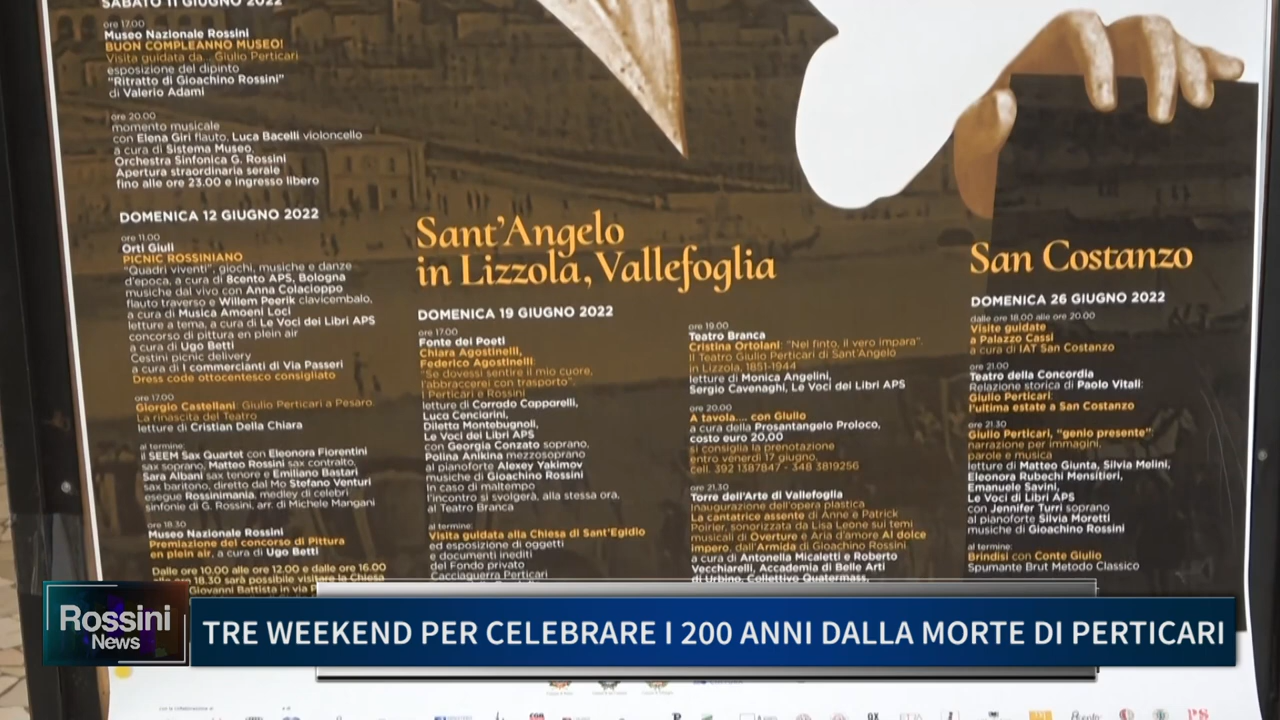 SABATO 11 GIUGNO 2022
ore 17.00
Museo Nazionale Rossini
BUON COMPLEANNO MUSEO!
Visita guidata da... Giulio Perticari
esposizione del dipinto
"Ritratto di Gioachino Rossini"
di Valerio Adami
ore 20.00
momento musicale
con Elena Giri flauto, Luca Bacelli violoncello
a cura di Sistema Museo,
Orchestra Sinfonica G. Rossini
Apertura straordinaria serale
fino alle ore 23.00 e ingresso libero
DOMENICA 12 GIUGNO 2022
ore 11.00
Orti Giuli
PICNIC ROSSINIANO
"Quadri viventi", giochi, musiche e danze
d'epoca, a cura di 8cento APS, Bologna
musiche dal vivo con Anna Colacioppo
flauto traverso e Willem Peerik clavicembalo,
a cura di Musica Amoeni Loci
letture a tema, a cura di Le Voci dei Libri APS
concorso di pittura en plein air
a cura di Ugo Betti
Cestini picnic delivery
a cura di I commercianti di Via Passeri
Dress code ottocentesco consigliato
ore 17.00
Giorgio Castellani: Giulio Perticari a Pesaro.
La rinascita del Teatro
letture di Cristian Della Chiara
al termine:
il SEEM Sax Quartet con Eleonora Fiorentini
sax soprano, Matteo Rossini sax contralto,
Sara Albani sax tenore e Emiliano Bastari
sax baritono, diretto dal Mo Stefano Venturi
esegue Rossinimania, medley di celebri
sinfonie di G. Rossini, arr. di Michele Mangani
ore 18.30
Museo Nazionale Rossini
Premiazione del concorso di Pittura
en plein air, a cura di Ugo Betti
Dalle ore 10.00 alle ore 12.00 e dalle ore 16.00
alle ore 18.30 sarà possibile visitare la Chiesa
Giovanni Battista in via P
Sant'Angelo
in Lizzola, Vallefoglia
DOMENICA 19 GIUGNO 2022
ore 17.00
Fonte dei Poeti
Chiara Agostinelli,
Federico Agostinelli:
"Se dovessi sentire il mio cuore,
l'abbraccerei con trasporto".
I Perticari e Rossini
letture di Corrado Capparelli,
Luca Cenciarini,
Diletta Montebugnoli,
Le Voci dei Libri APS
con Georgia Conzato soprano,
Polina Anikina mezzosoprano
al pianoforte Alexey Yakimov
musiche di Gioachino Rossini
In caso di maltempo
l'incontro si svolgerà, alla stessa ora,
al Teatro Branca
al termine:
Visita guidata alla Chiesa di Sant'Egidio
ed esposizione di oggetti
e documenti inediti
del Fondo privato
Cacciaguerra Perticari
ore 19.00
Teatro Branca
Cristina Ortolani: "Nel finto, il vero impara".
Il Teatro Giulio Perticari di Sant'Angelo
in Lizzola, 1851-1944
letture di Monica Angelini,
Sergio Cavenaghi, Le Voci dei Libri APS
ore 20.00
A tavola.... con Giulio
a cura della Prosantangelo Proloco,
costo euro 20,00
si consiglia la prenotazione
entro venerdì 17 giugno,
cell. 392 1387847 - 348 3819256
ore 21.30
Torre dell'Arte di Vallefoglia
Inaugurazione dell'opera plastica
La cantatrice assente di Anne e Patrick
Poirier, sonorizzata da Lisa Leone sui temi
musicali di Overture e Aria d'amore Al dolce
impero, dall'Armida di Gioachino Rossini
a cura di Antonella Micaletti e Roberto
Vecchiarelli, Accademia di Belle Arti
di Urbino, Collettivo Quatermass,
San Costanzo
DOMENICA 26 GIUGNO 2022
dalle ore 18.00 alle ore 20.00
Visite guidate
a Palazzo Cassi
a cura di IAT San Costanzo
ore 21.00
Teatro della Concordia
Relazione storica di Paolo Vitali:
Giulio Perticari:
l'ultima estate a San Costanzo
ore 21.30
Giulio Perticari, "genio presente":
narrazione per immagini,
parole e musica
letture di Matteo Giunta, Silvia Melini,
Eleonora Rubechi Mensitieri,
Emanuele Savini,
Le Voci di Libri APS
con Jennifer Turri soprano
al pianoforte Silvia Moretti
musiche di Gioachino Rossini
al termine:
Brindisi con Conte Giulio
Spumante Brut Metodo Classico
Rossini
News
TRE WEEKEND PER CELEBRARE I 200 ANNI DALLA MORTE DI PERTICARI